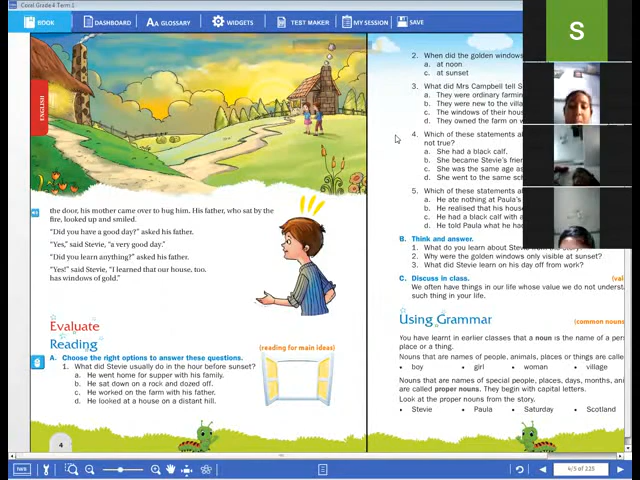 Coral Grade 4 Term 1
BOOK
DASHBOARD
AA GLOSSARY
WIDGETS
TEST MAKER
MY SESSION
SAVE
S
ENGLISH
the door, his mother came over to hug him. His father, who sat by the
fire, looked up and smiled.
“Did you have a good day?” asked his father.
“Yes,” said Stevie, “a very good day.”
“Did you learn anything?” asked his father.
“Yes!” said Stevie, “I learned that our house, too.
has windows of gold.”
Evaluate
Reading
(reading for main ideas)
A. Choose the right options to answer these questions.
1. What did Stevie usually do in the hour before sunset?
a. He went home for supper with his family.
b. He sat down on a rock and dozed off.
c. He worked on the farm with his father.
d. He looked at a house on a distant hill.
4
2. When did the golden windows
a. at noon
c. at sunset
3. What did Mrs Campbell tell S
a. They were ordinary farmin
b. They were new to the villa
c. The windows of their hous
d. They owned the farm on
4. Which of these statements a
not true?
a. She had a black calf.
b. She became Stevie's frien
c. She was the same age as
d. She went to the same sch
5. Which of these statements a
a. He ate nothing at Paula's
b. He realised that his house
c. He had a black calf with a
d. He told Paula what he had
B. Think and answer.
1. What do you learn about Stevie from the story.
2. Why were the golden windows only visible at sunset?
3. What did Stevie learn on his day off from work?
C. Discuss in class.
We often have things in our life whose value we do not underst
such thing in your life.
Using Grammar
(common nouns
You have learnt in earlier classes that a noun is the name of a pers
place or a thing.
Nouns that are names of people, animals, places or things are calle
• boy • girl • woman • village
Nouns that are names of special people, places, days, months, an
are called proper nouns. They begin with capital letters.
Look at the proper nouns from the story.
• Stevie • Paula • Saturday • Scotland
4/5 of 223